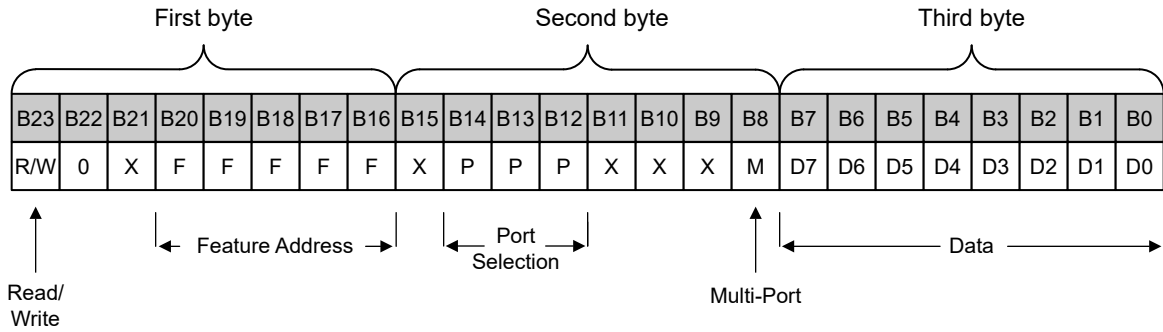 First byte Second byte Third byte
B23 B22 B21 B20 B19 B18 B17 B16 B15 B14 B13 B12 B11 B10 B9 B8 B7 B6 B5 B4 B3 B2 B1 B0
R/W 0 X F F F F F X P P P X X X M D7 D6 D5 D4 D3 D2 D1 D0
Feature Address
Port
Selection
Data
Read/
Write
Multi-Port